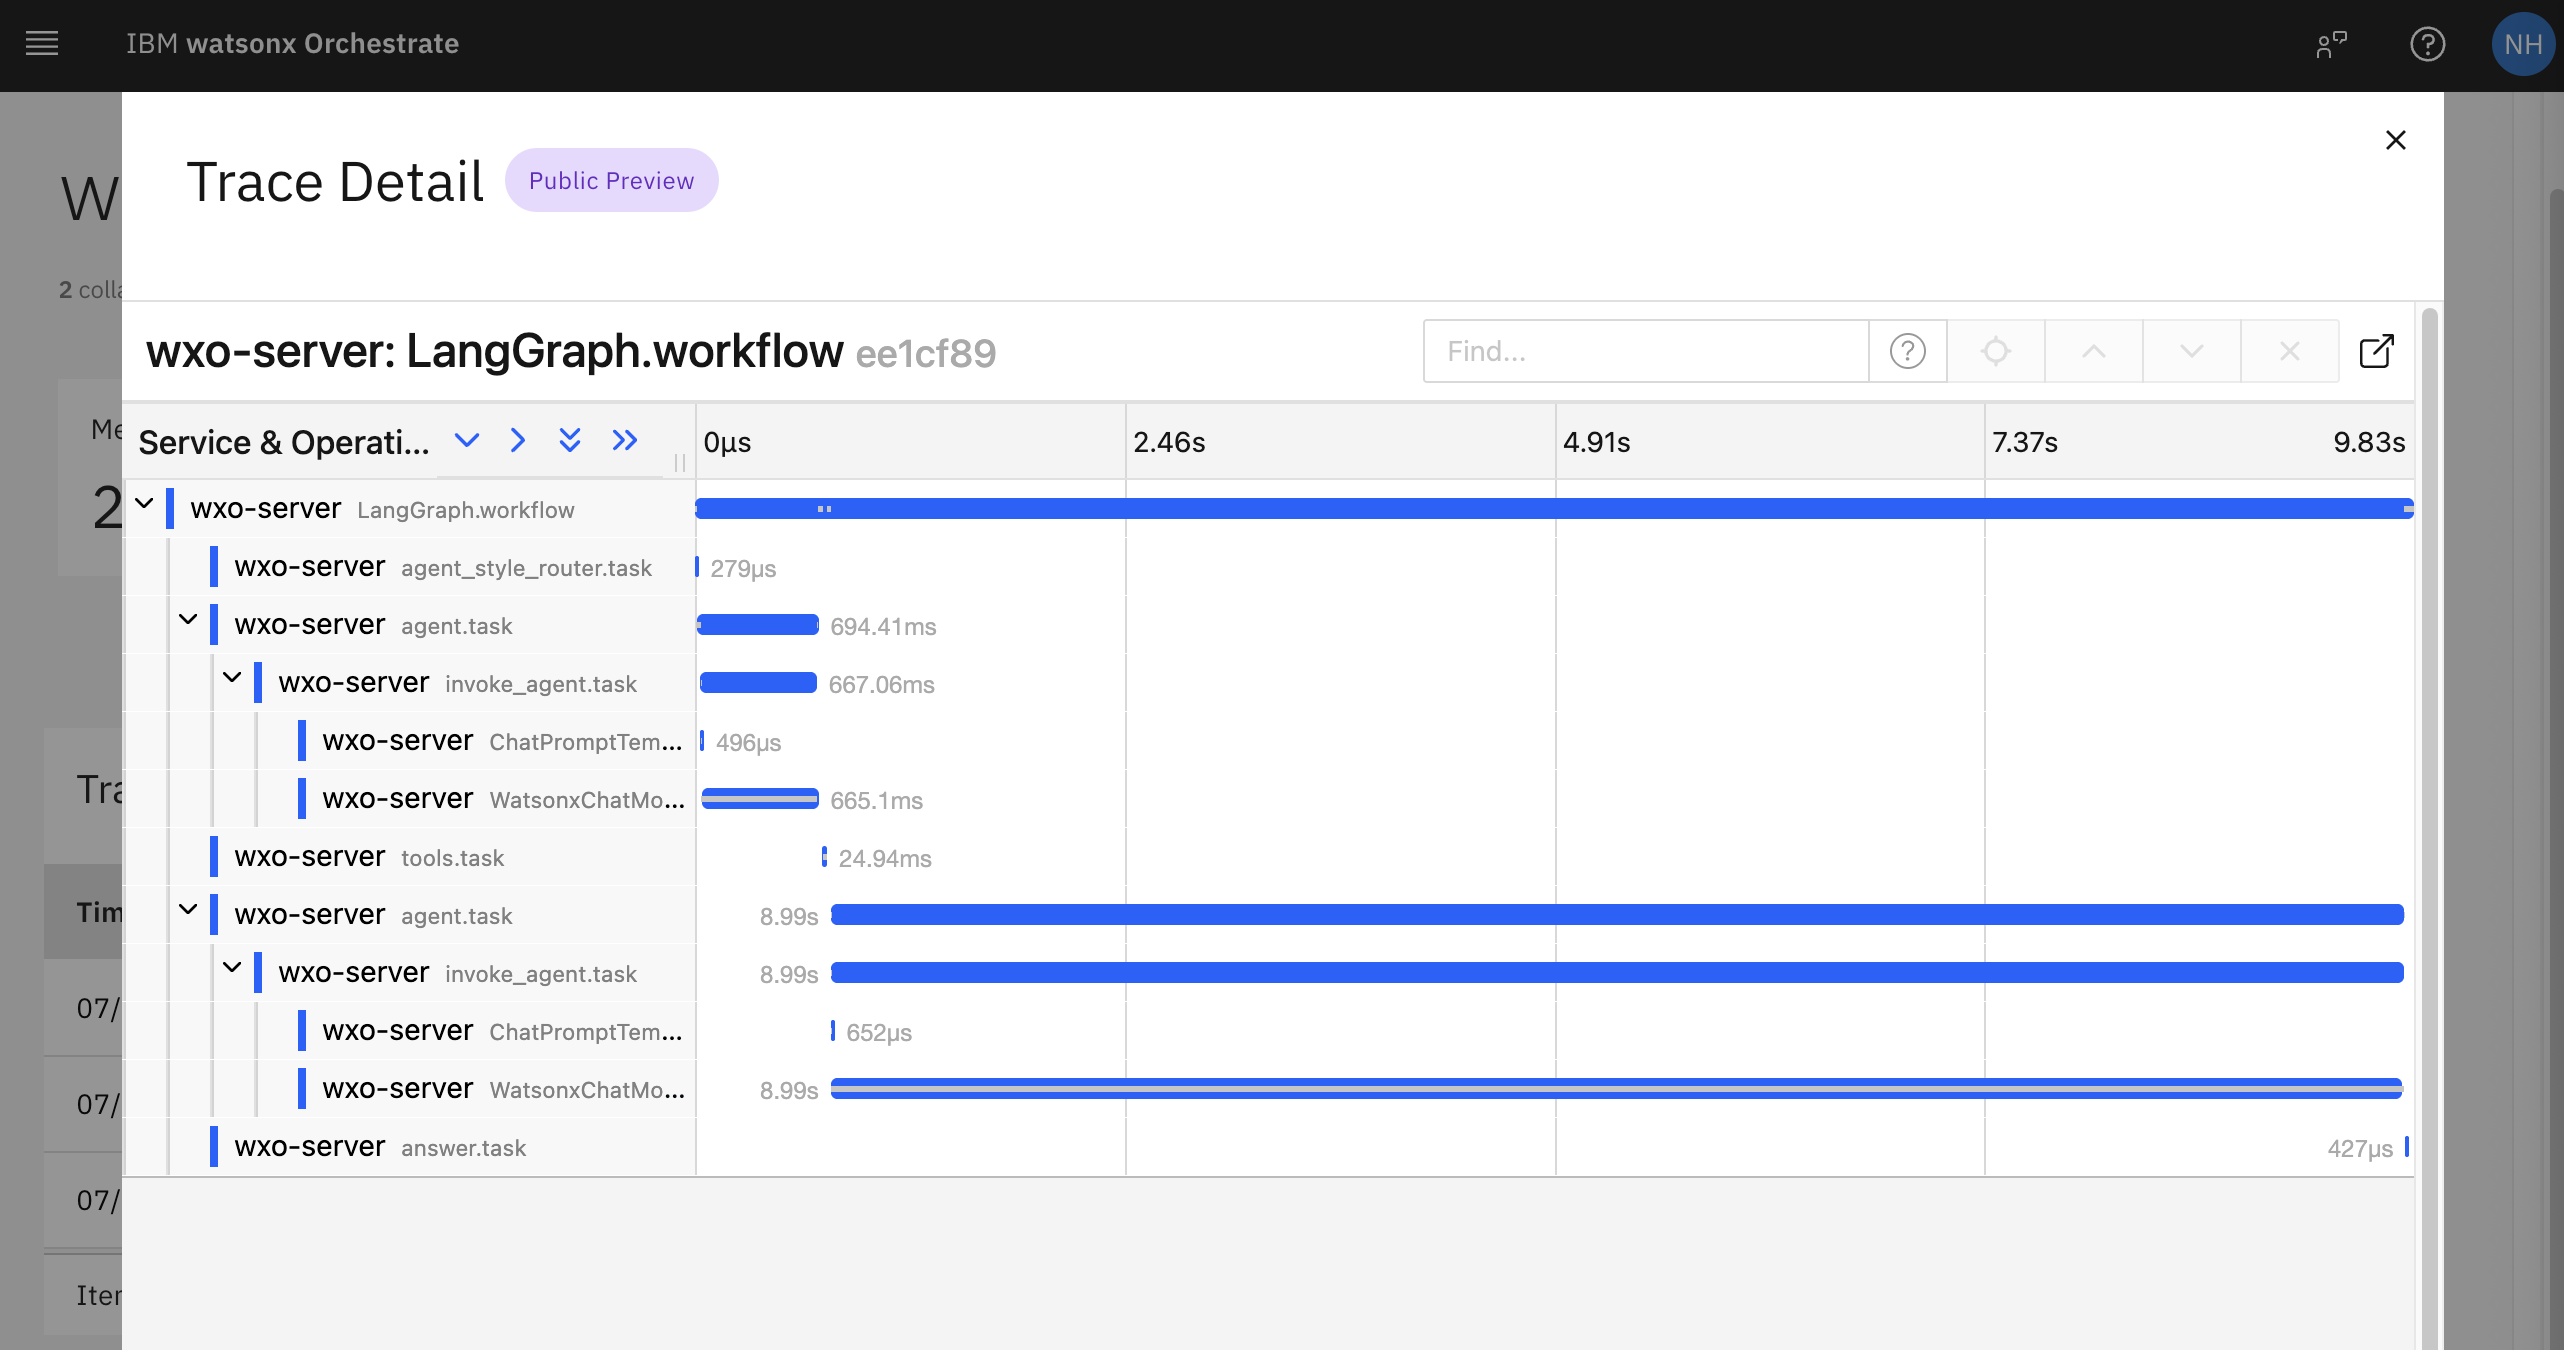 IBM watsonx Orchestrate
NH
W
2 colla
Me
2
Tra
Tim
07/
07/
07/
Iter
Trace Detail
Public Preview
wxo-server: LangGraph.workflow ee1cf89
Find...
Service & Operati...
0μs
2.46s
4.91s
7.37s
9.83s
wxo-server LangGraph.workflow
wxo-server agent_style_router.task 279μs
wxo-server agent.task 694.41ms
wxo-server invoke_agent.task 667.06ms
wxo-server ChatPromptTem... 496μs
wxo-server WatsonxChatMo... 665.1ms
wxo-server tools.task 24.94ms
wxo-server agent.task 8.99s
wxo-server invoke_agent.task 8.99s
wxo-server ChatPromptTem... 652μs
wxo-server WatsonxChatMo... 8.99s
wxo-server answer.task 427μs